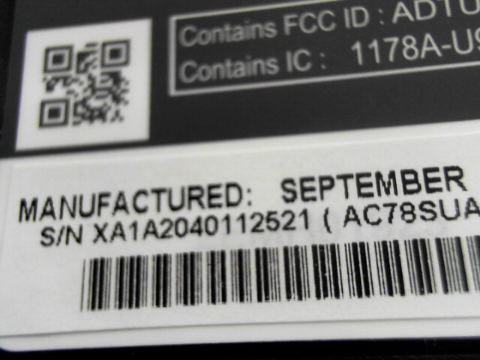 Contains FCC ID : ADTU
Contains IC : 1178A-U9
MANUFACTURED: SEPTEMBER
S/N XA1A2040112521 ( AC78SUA